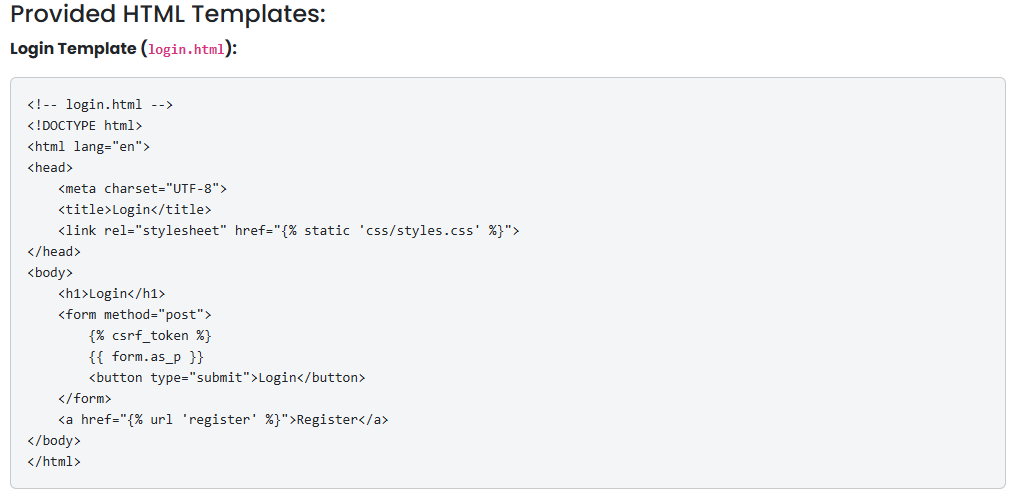 Provided HTML Templates:
Login Template (login.html):
<!-- login.html -->
<!DOCTYPE html>
<html lang="en">
<head>
    <meta charset="UTF-8">
    <title>Login</title>
    <link rel="stylesheet" href="{% static 'css/styles.css' %}">
</head>
<body>
    <h1>Login</h1>
    <form method="post">
        {% csrf_token %}
        {{ form.as_p }}
        <button type="submit">Login</button>
    </form>
    <a href="{% url 'register' %}">Register</a>
</body>
</html>